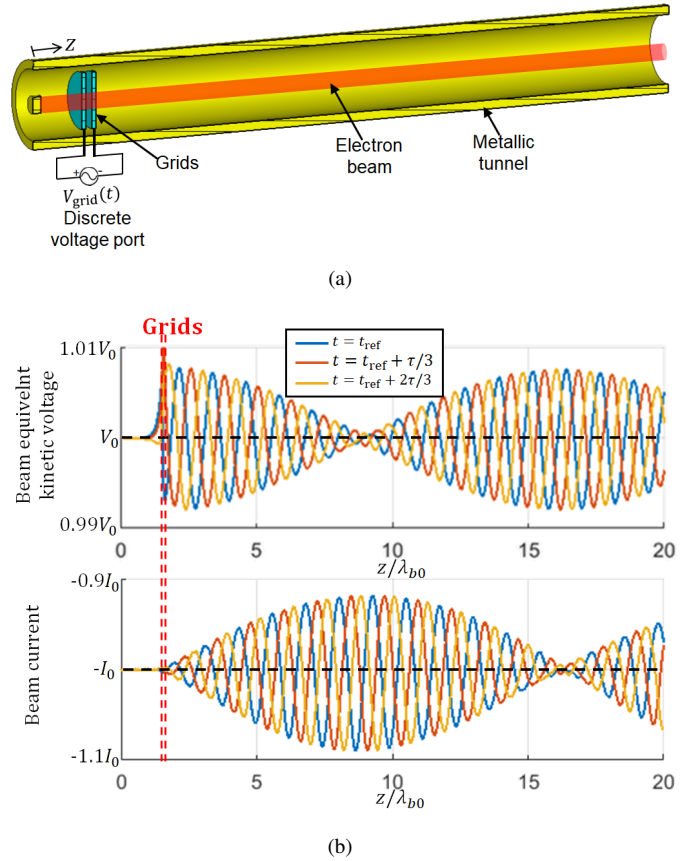 Z
Grids
Electron
beam
Metallic
tunnel
+ -
V_grid(t)
Discrete
voltage port
(a)
Grids
t = t_ref
t = t_ref + τ/3
t = t_ref + 2τ/3
Beam equivelnt
kinetic voltage
1.01V_0
V_0
0.99V_0
0 5 10 15 20
z/λ_b0
Beam current
-0.9I_0
-I_0
-1.1I_0
0 5 10 15 20
z/λ_b0
(b)